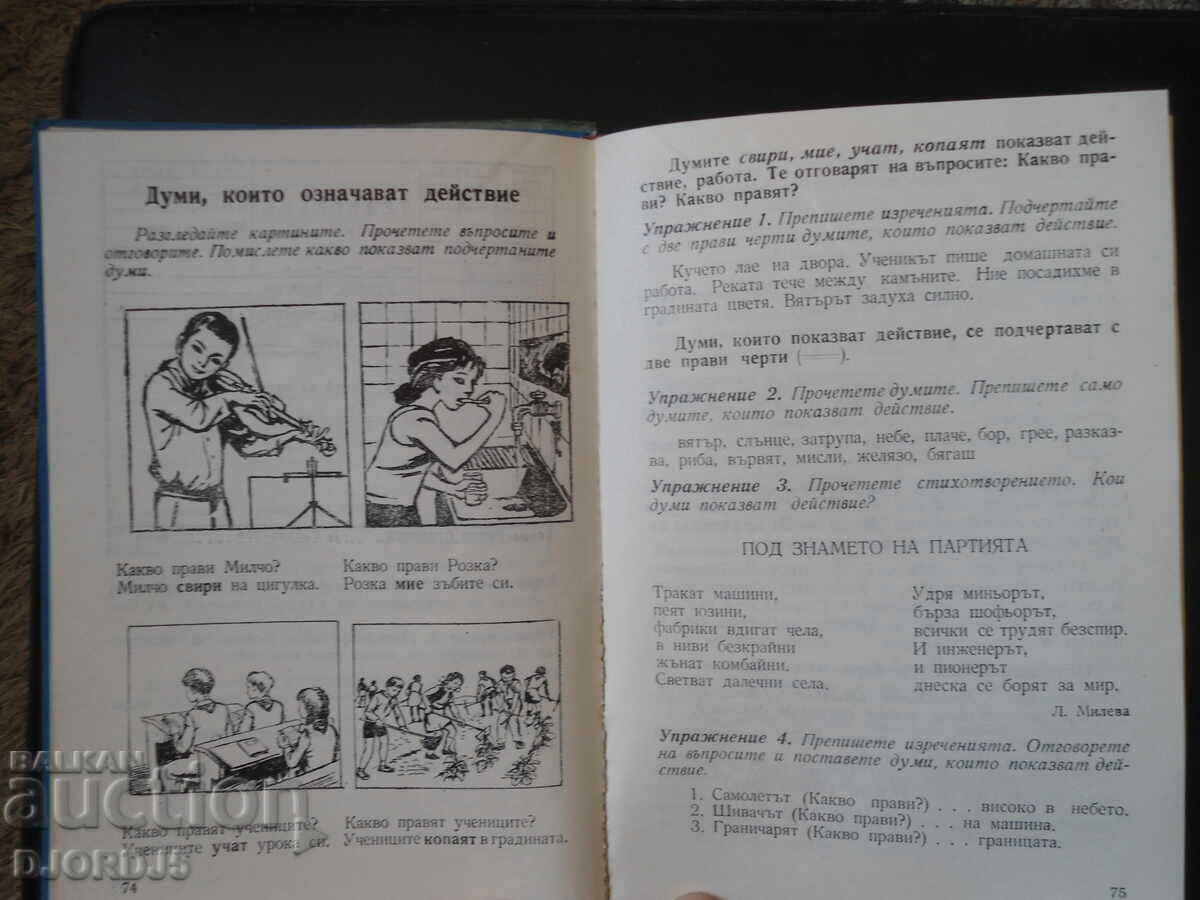 Думи, които означават действие
Разгледайте картините. Прочетете въпросите и
отговорите. Помислете какво показват подчертаните
думи.
Какво прави Милчо?
Милчо свири на цигулка.
Какво прави Розка?
Розка мие зъбите си.
Какво правят учениците?
Учениците учат урока си.
Какво правят учениците?
Учениците копаят в градината.
74
Думите свири, мие, учат, копаят показват дей-
ствие, работа. Те отговарят на въпросите: Какво пра-
ви? Какво правят?
Упражнение 1. Препишете изреченията. Подчертайте
с две прави черти думите, които показват действие.
Кучето лае на двора. Ученикът пише домашната си
работа. Реката тече между камъните. Ние посадихме в
градината цветя. Вятърът задуха силно.
Думи, които показват действие, се подчертават с
две прави черти (══).
Упражнение 2. Прочетете думите. Препишете само
думите, които показват действие.
вятър, слънце, затрупа, небе, плаче, бор, грее, разказ-
ва, риба, вървят, мисли, желязо, бягаш
Упражнение 3. Прочетете стихотворението. Кои
думи показват действие?
ПОД ЗНАМЕТО НА ПАРТИЯТА
Тракат машини,
пеят юзини,
фабрики вдигат чела,
в ниви безкрайни
жънат комбайни.
Светват далечни села,
Удря миньорът,
бърза шофьорът,
всички се трудят безспир.
И инженерът
и пионерът
днеска се борят за мир.
Л. Милева
Упражнение 4. Препишете изреченията. Отговорете
на въпросите и поставете думи, които показват дей-
ствие.
1. Самолетът (Какво прави?) . . . високо в небето.
2. Шивачът (Какво прави?) . . . на машина.
3. Граничарят (Какво прави?) . . . границата.
75
BALKAN
auction
DJORDJ5